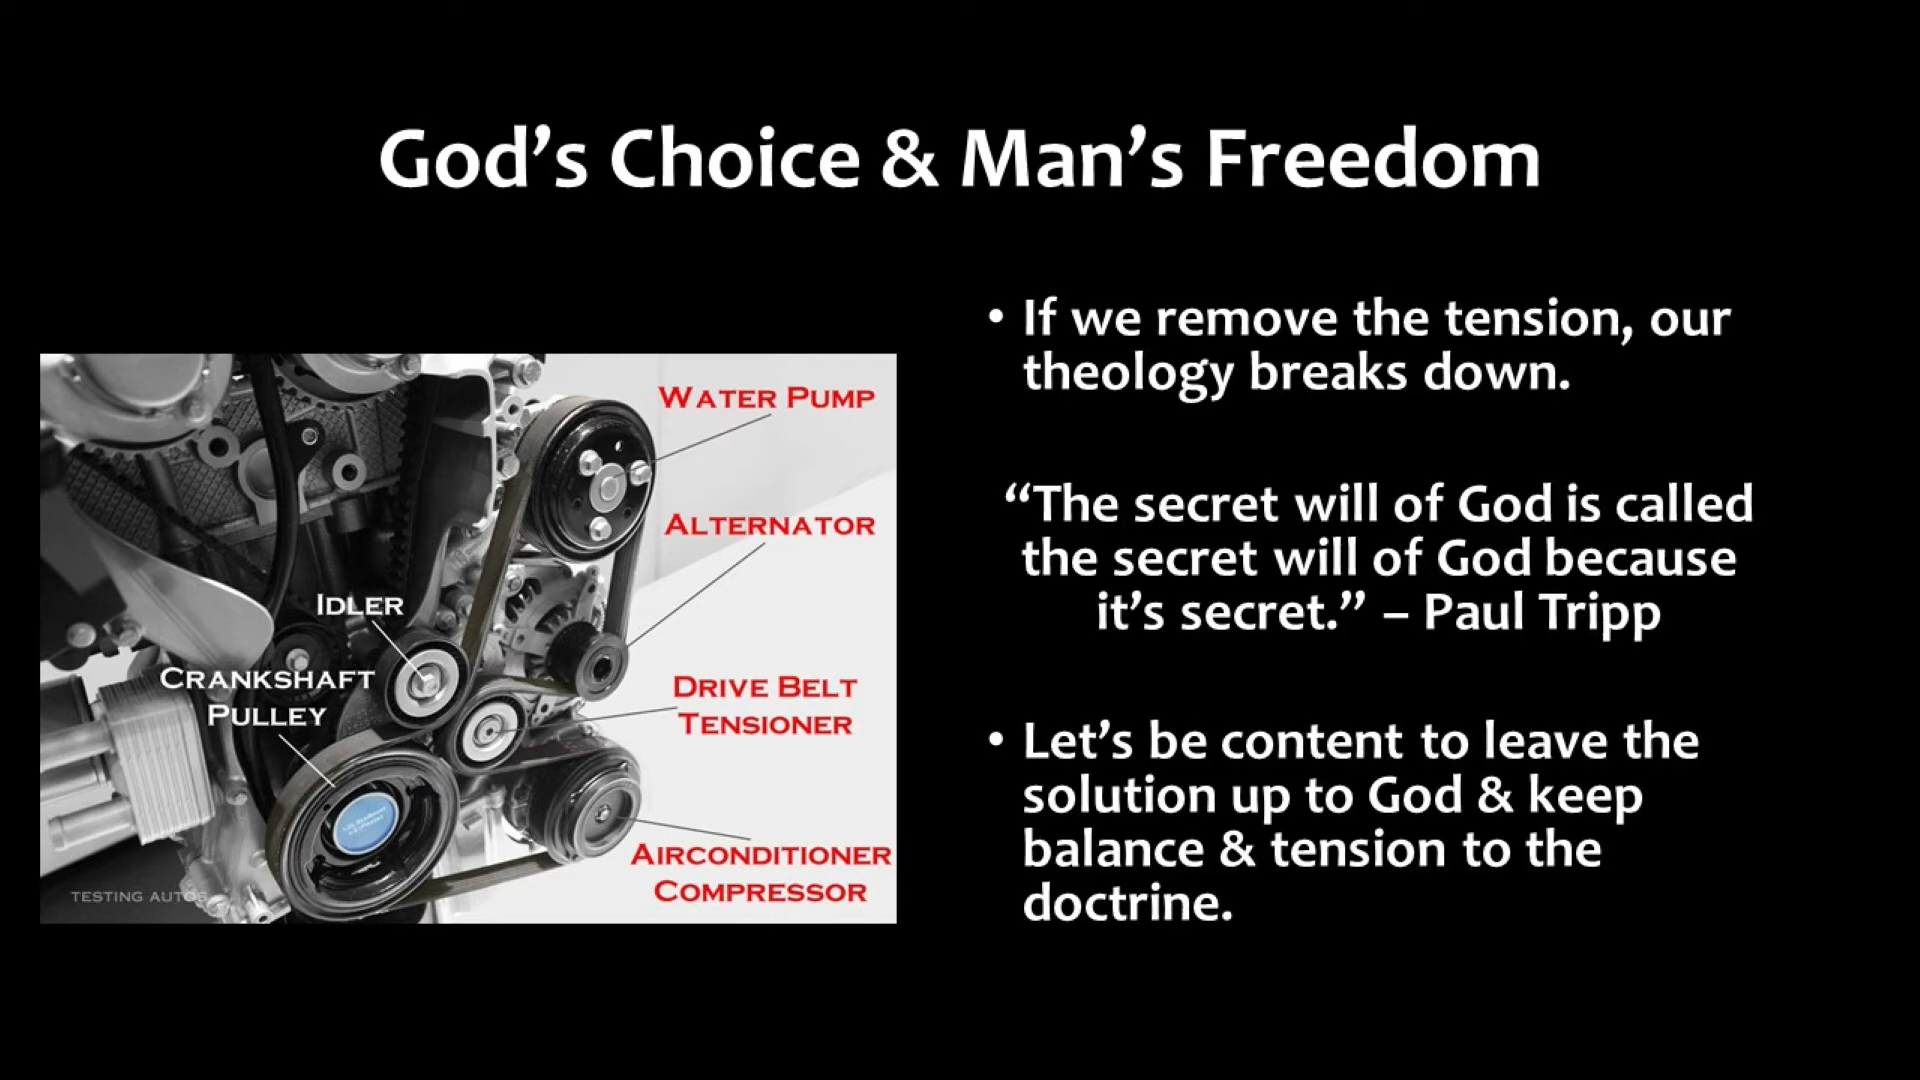 God’s Choice & Man’s Freedom
• If we remove the tension, our
theology breaks down.
“The secret will of God is called
the secret will of God because
it’s secret.” – Paul Tripp
• Let’s be content to leave the
solution up to God & keep
balance & tension to the
doctrine.
WATER PUMP
ALTERNATOR
IDLER
CRANKSHAFT
PULLEY
DRIVE BELT
TENSIONER
AIRCONDITIONER
COMPRESSOR
TESTING AUTOS